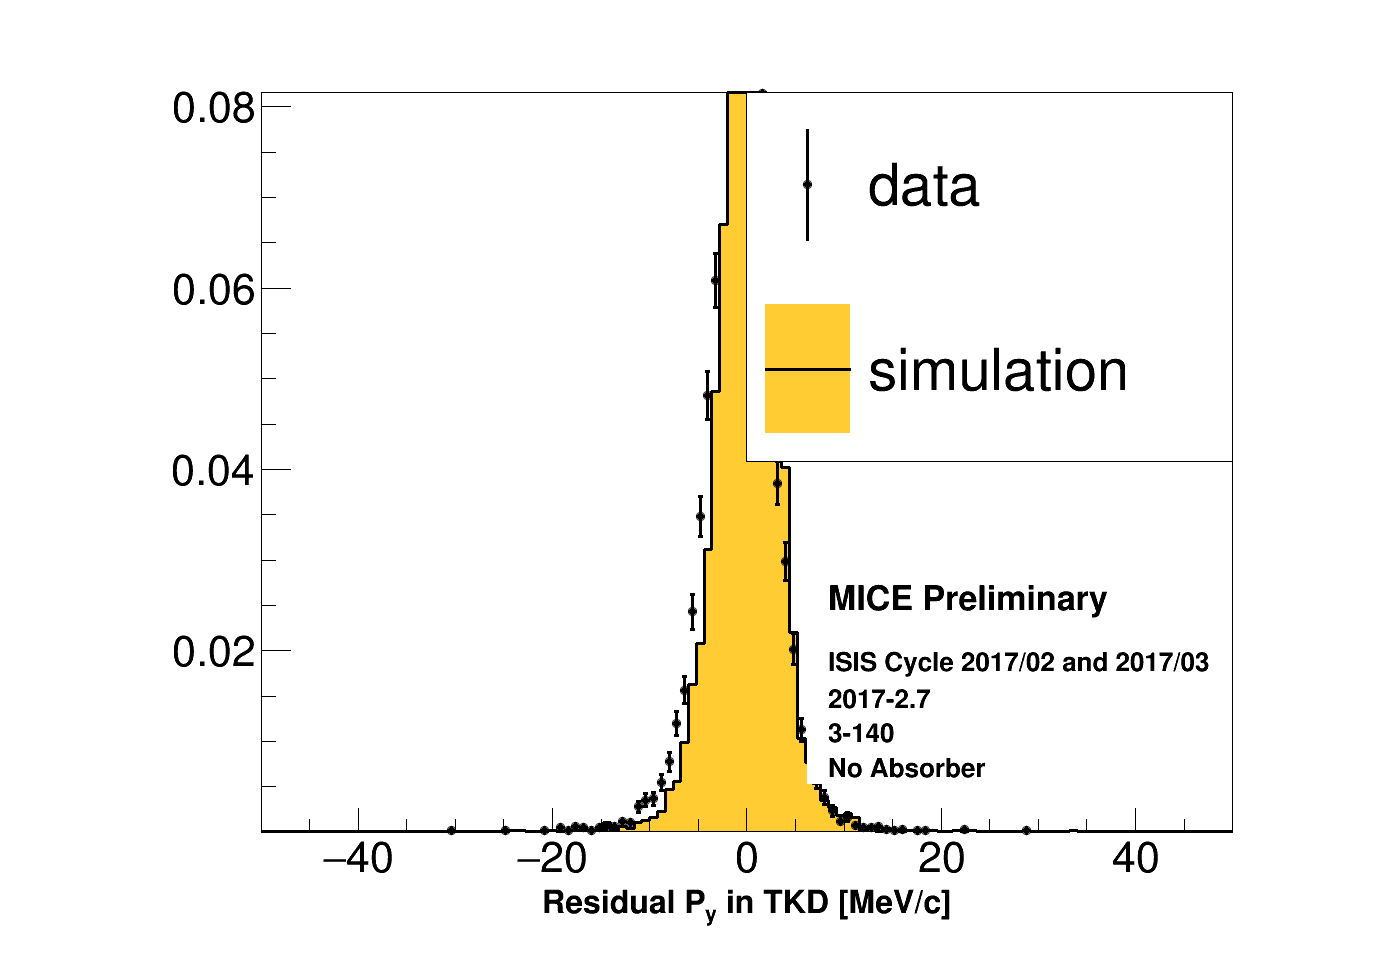 0.08
0.06
0.04
0.02
data
simulation
MICE Preliminary
ISIS Cycle 2017/02 and 2017/03
2017-2.7
3-140
No Absorber
−40 −20 0 20 40
Residual Py in TKD [MeV/c]